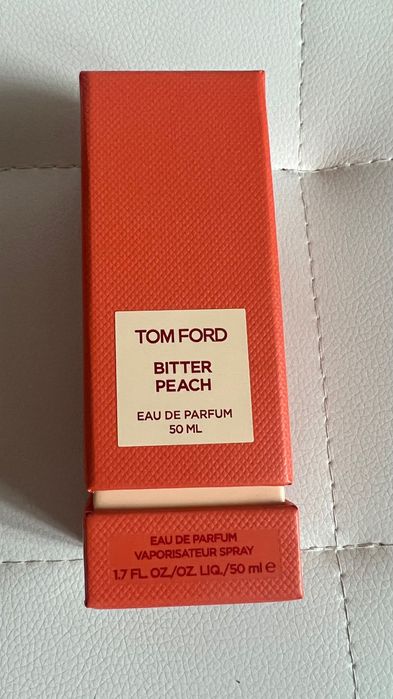 TOM FORD
BITTER
PEACH
EAU DE PARFUM
50 ML
EAU DE PARFUM
VAPORISATEUR SPRAY
1.7 FL. OZ./OZ. LIQ./50 ml e